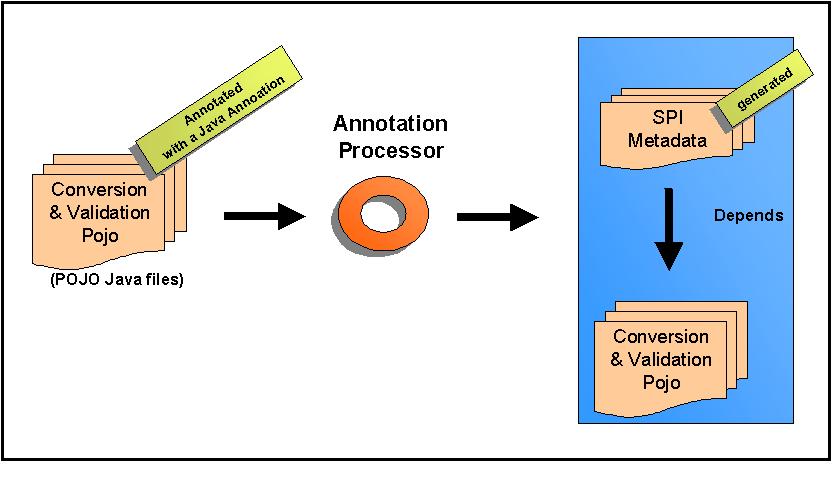 Annotated
with a Java Annoation
Conversion
& Validation
Pojo
(POJO Java files)
Annotation
Processor
generated
SPI
Metadata
Depends
Conversion
& Validation
Pojo